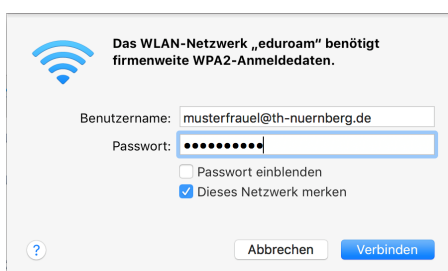 Das WLAN-Netzwerk „eduroam“ benötigt
firmenweite WPA2-Anmeldedaten.
Benutzername: musterfrauel@th-nuernberg.de
Passwort: ●●●●●●●●●●
Passwort einblenden
Dieses Netzwerk merken
? Abbrechen Verbinden